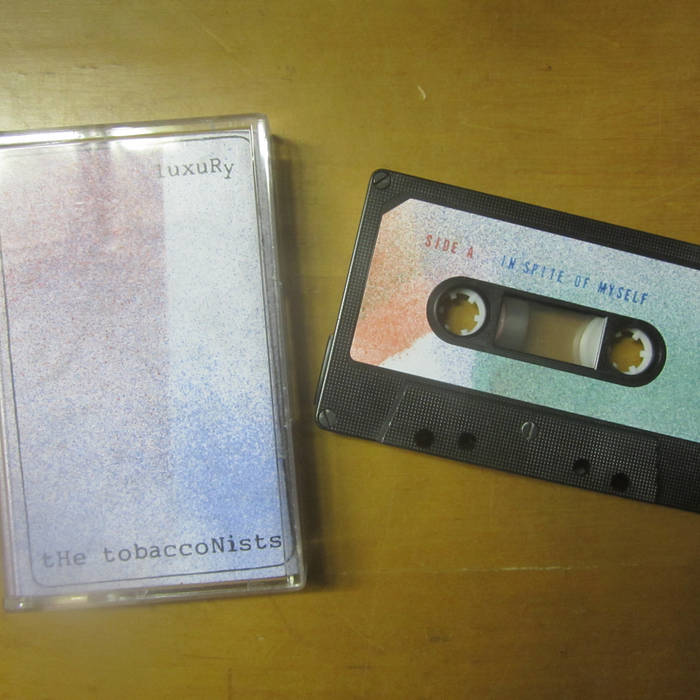 luxuRy
tHe tobaccoNists
SIDE A
IN SPITE OF MYSELF